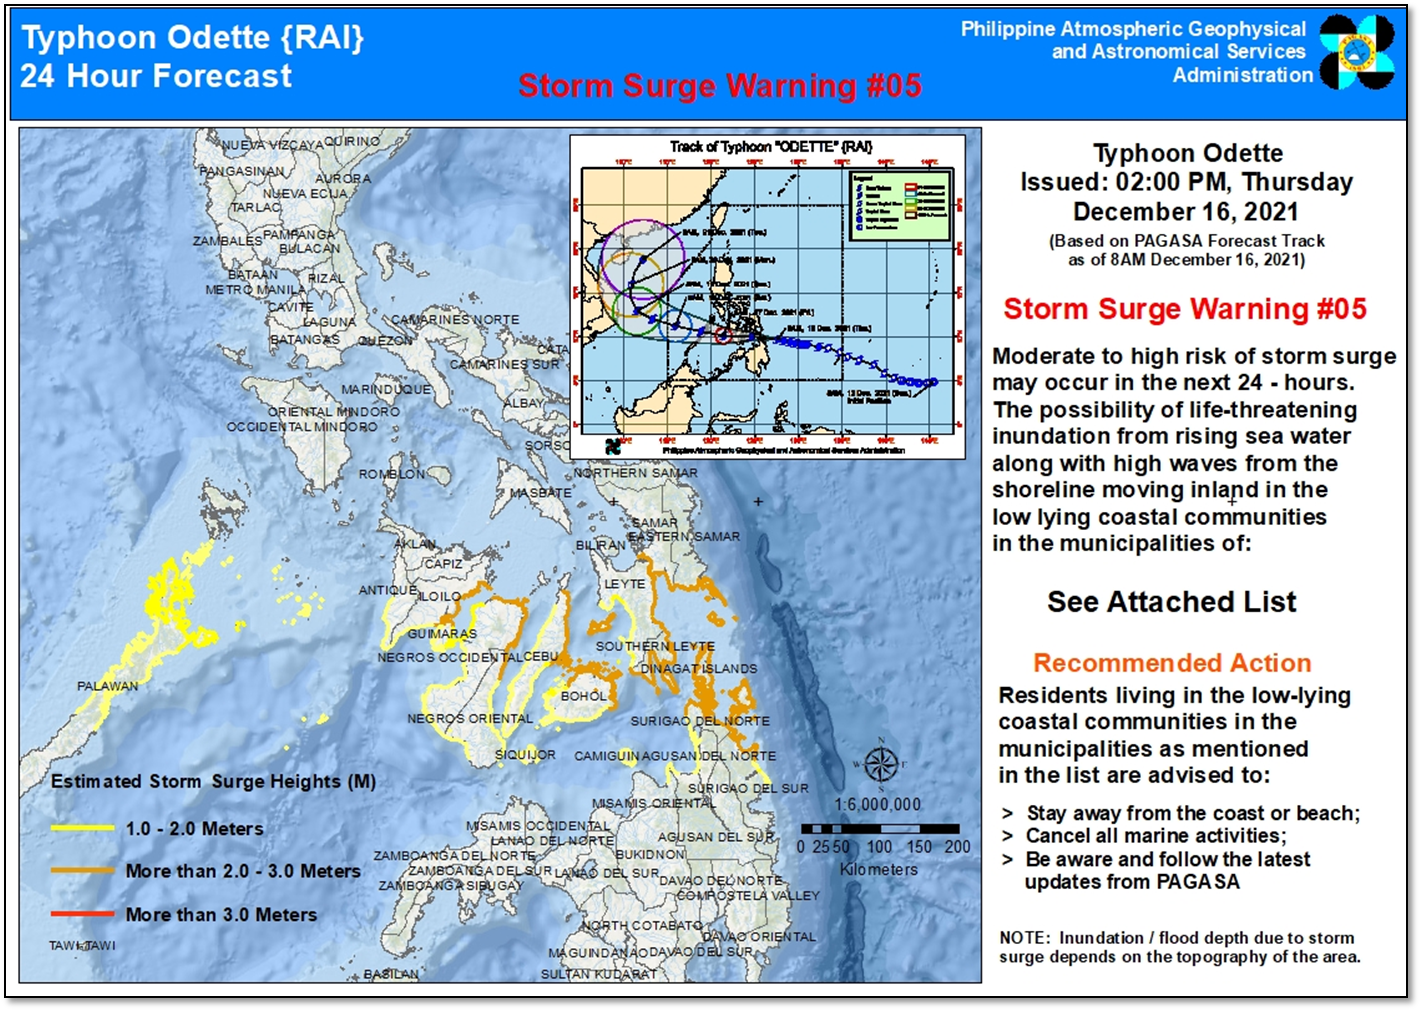 Typhoon Odette {RAI}
24 Hour Forecast
Storm Surge Warning #05
Philippine Atmospheric Geophysical
and Astronomical Services
Administration
NUEVA VIZCAYA
QUIRINO
PANGASINAN
AURORA
NUEVA ECIJA
TARLAC
ZAMBALES
PAMPANGA
BULACAN
BATAAN
RIZAL
METRO MANILA
CAVITE
LAGUNA
BATANGAS
QUEZON
CAMARINES NORTE
CATA
CAMARINES SUR
MARINDUQUE
ALBAY
ORIENTAL MINDORO
OCCIDENTAL MINDORO
SORSO
ROMBLON
MASBATE
NORTHERN SAMAR
SAMAR
EASTERN SAMAR
AKLAN
BILIRAN
CAPIZ
LEYTE
ANTIQUE
ILOILO
GUIMARAS
SOUTHERN LEYTE
NEGROS OCCIDENTAL
CEBU
DINAGAT ISLANDS
PALAWAN
BOHOL
NEGROS ORIENTAL
SURIGAO DEL NORTE
SIQUIJOR
CAMIGUIN
AGUSAN DEL NORTE
SURIGAO DEL SUR
MISAMIS ORIENTAL
MISAMIS OCCIDENTAL
LANAO DEL NORTE
AGUSAN DEL SUR
ZAMBOANGA DEL NORTE
BUKIDNON
ZAMBOANGA DEL SUR
LANAO DEL SUR
ZAMBOANGA SIBUGAY
DAVAO DEL NORTE
COMPOSTELA VALLEY
NORTH COTABATO
DAVAO ORIENTAL
TAWI-TAWI
MAGUINDANAO
DAVAO DEL SUR
BASILAN
SULTAN KUDARAT
Track of Typhoon "ODETTE" {RAI}
Legend
Initial Position
Philippine Atmospheric Geophysical and Astronomical Services Administration
Estimated Storm Surge Heights (M)
1.0 - 2.0 Meters
More than 2.0 - 3.0 Meters
More than 3.0 Meters
N
W
E
S
1:6,000,000
0 25 50 100 150 200
Kilometers
Typhoon Odette
Issued: 02:00 PM, Thursday
December 16, 2021
(Based on PAGASA Forecast Track
as of 8AM December 16, 2021)
Storm Surge Warning #05
Moderate to high risk of storm surge
may occur in the next 24 - hours.
The possibility of life-threatening
inundation from rising sea water
along with high waves from the
shoreline moving inland in the
low lying coastal communities
in the municipalities of:
See Attached List
Recommended Action
Residents living in the low-lying
coastal communities in the
municipalities as mentioned
in the list are advised to:
> Stay away from the coast or beach;
> Cancel all marine activities;
> Be aware and follow the latest
updates from PAGASA
NOTE: Inundation / flood depth due to storm
surge depends on the topography of the area.